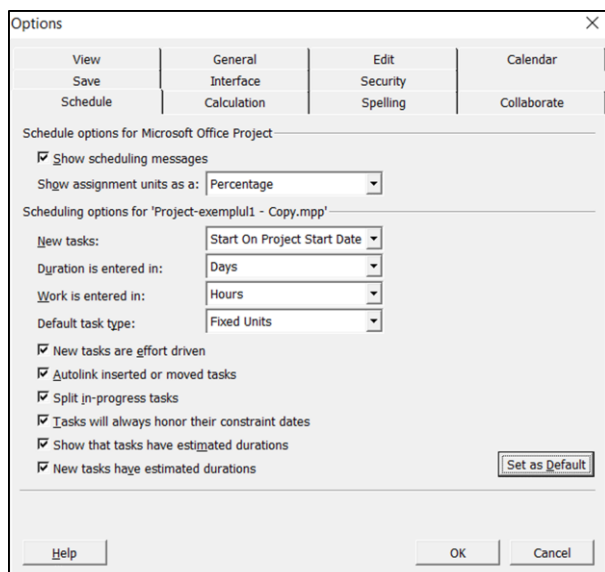 Options
View General Edit Calendar
Save Interface Security
Schedule Calculation Spelling Collaborate
Schedule options for Microsoft Office Project
Show scheduling messages
Show assignment units as a: Percentage
Scheduling options for 'Project-exemplul1 - Copy.mpp'
New tasks: Start On Project Start Date
Duration is entered in: Days
Work is entered in: Hours
Default task type: Fixed Units
New tasks are effort driven
Autolink inserted or moved tasks
Split in-progress tasks
Tasks will always honor their constraint dates
Show that tasks have estimated durations
New tasks have estimated durations Set as Default
Help OK Cancel